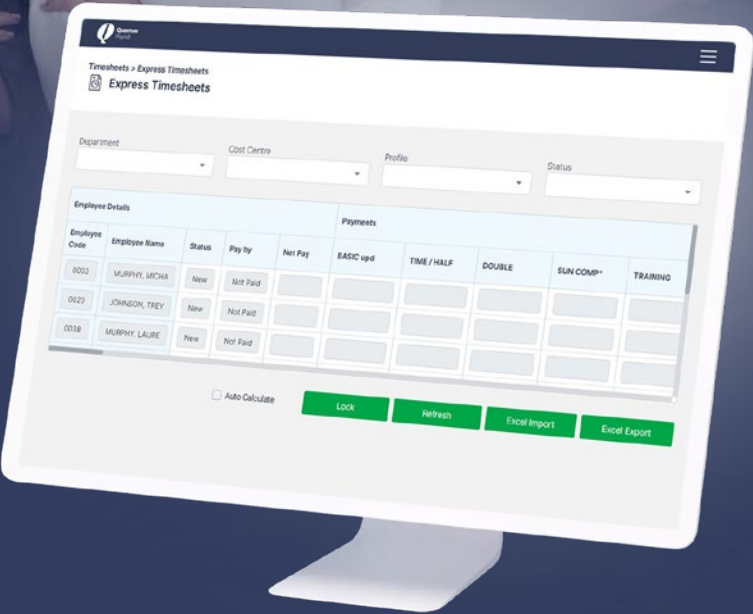 Quantum
Payroll
Timesheets > Express Timesheets
Express Timesheets
Department Cost Centre Profile Status
Employee Details Payments
Employee Code Employee Name Status Pay by Net Pay BASIC upd TIME / HALF DOUBLE SUN COMP* TRAINING
0003 MURPHY, MICHA New Not Paid
0020 JOHNSON, TREY New Not Paid
0038 MURPHY, LAURE New Not Paid
Auto Calculate Lock Refresh Excel Import Excel Export